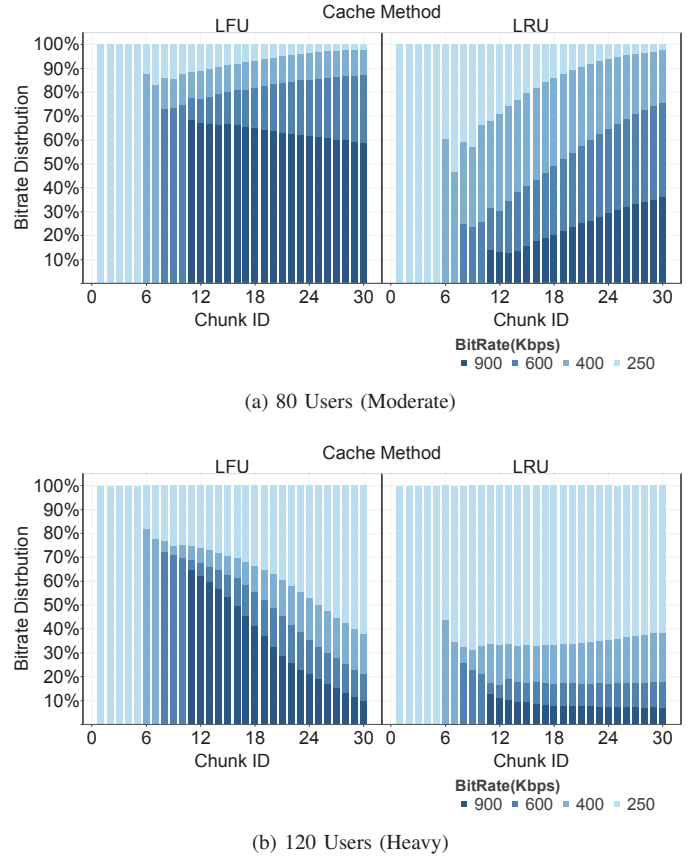 Cache Method
LFU
LRU
Bitrate Distrbution
100%
90%
80%
70%
60%
50%
40%
30%
20%
10%
0 6 12 18 24 30
0 6 12 18 24 30
Chunk ID
Chunk ID
BitRate(Kbps)
900 600 400 250
(a) 80 Users (Moderate)
Cache Method
LFU
LRU
Bitrate Distrbution
100%
90%
80%
70%
60%
50%
40%
30%
20%
10%
0 6 12 18 24 30
0 6 12 18 24 30
Chunk ID
Chunk ID
BitRate(Kbps)
900 600 400 250
(b) 120 Users (Heavy)